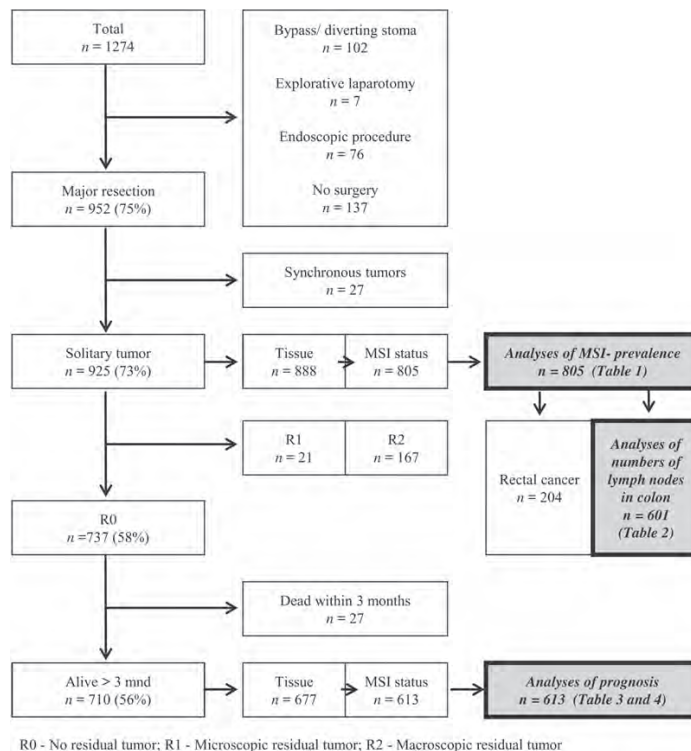 Total
n = 1274
Bypass/ diverting stoma
n = 102
Explorative laparotomy
n = 7
Endoscopic procedure
n = 76
No surgery
n = 137
Major resection
n = 952 (75%)
Synchronous tumors
n = 27
Solitary tumor
n = 925 (73%)
Tissue
n = 888
MSI status
n = 805
Analyses of MSI- prevalence
n = 805 (Table 1)
R1
n = 21
R2
n = 167
Rectal cancer
n = 204
Analyses of
numbers of
lymph nodes
in colon
n = 601
(Table 2)
R0
n =737 (58%)
Dead within 3 months
n = 27
Alive > 3 mnd
n = 710 (56%)
Tissue
n = 677
MSI status
n = 613
Analyses of prognosis
n = 613 (Table 3 and 4)
R0 - No residual tumor; R1 - Microscopic residual tumor; R2 - Macroscopic residual tumor